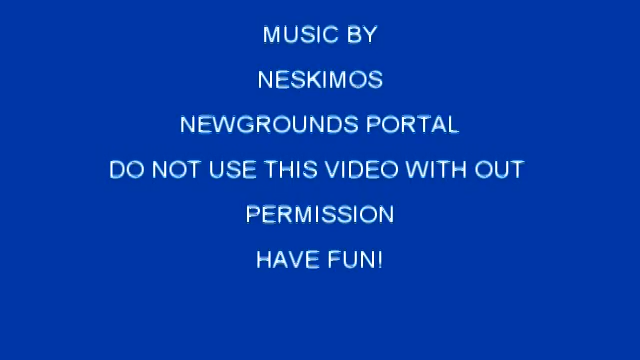 MUSIC BY
NESKIMOS
NEWGROUNDS PORTAL
DO NOT USE THIS VIDEO WITH OUT
PERMISSION
HAVE FUN!